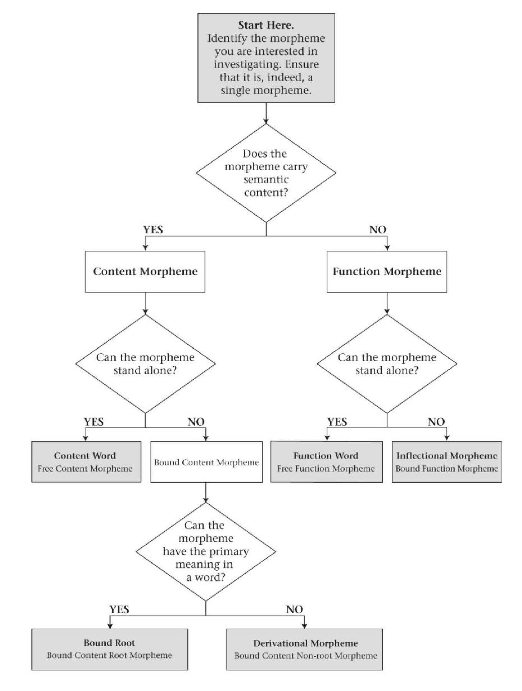 Start Here.
Identify the morpheme
you are interested in
investigating. Ensure
that it is, indeed, a
single morpheme.
Does the
morpheme carry
semantic
content?
YES
NO
Content Morpheme
Function Morpheme
Can the morpheme
stand alone?
Can the morpheme
stand alone?
YES
NO
YES
NO
Content Word
Free Content Morpheme
Bound Content Morpheme
Function Word
Free Function Morpheme
Inflectional Morpheme
Bound Function Morpheme
Can the
morpheme
have the primary
meaning in
a word?
YES
NO
Bound Root
Bound Content Root Morpheme
Derivational Morpheme
Bound Content Non-root Morpheme